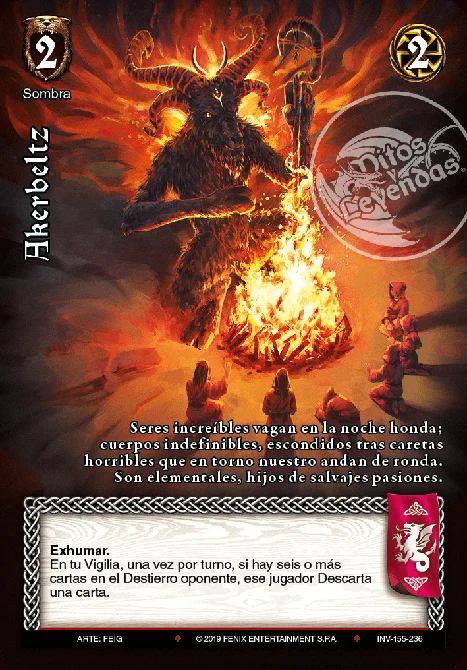 2
2
Sombra
Akerbeltz
Mitos y
Leyendas
Seres increíbles vagan en la noche honda;
cuerpos indefinibles, escondidos tras caretas
horribles que en torno nuestro andan de ronda.
Son elementales, hijos de salvajes pasiones.
Exhumar.
En tu Vigilia, una vez por turno, si hay seis o más
cartas en el Destierro oponente, ese jugador Descarta
una carta.
ARTE: FEIG ♦ © 2019 FENIX ENTERTAINMENT S.P.A. ♦ INV-155-236